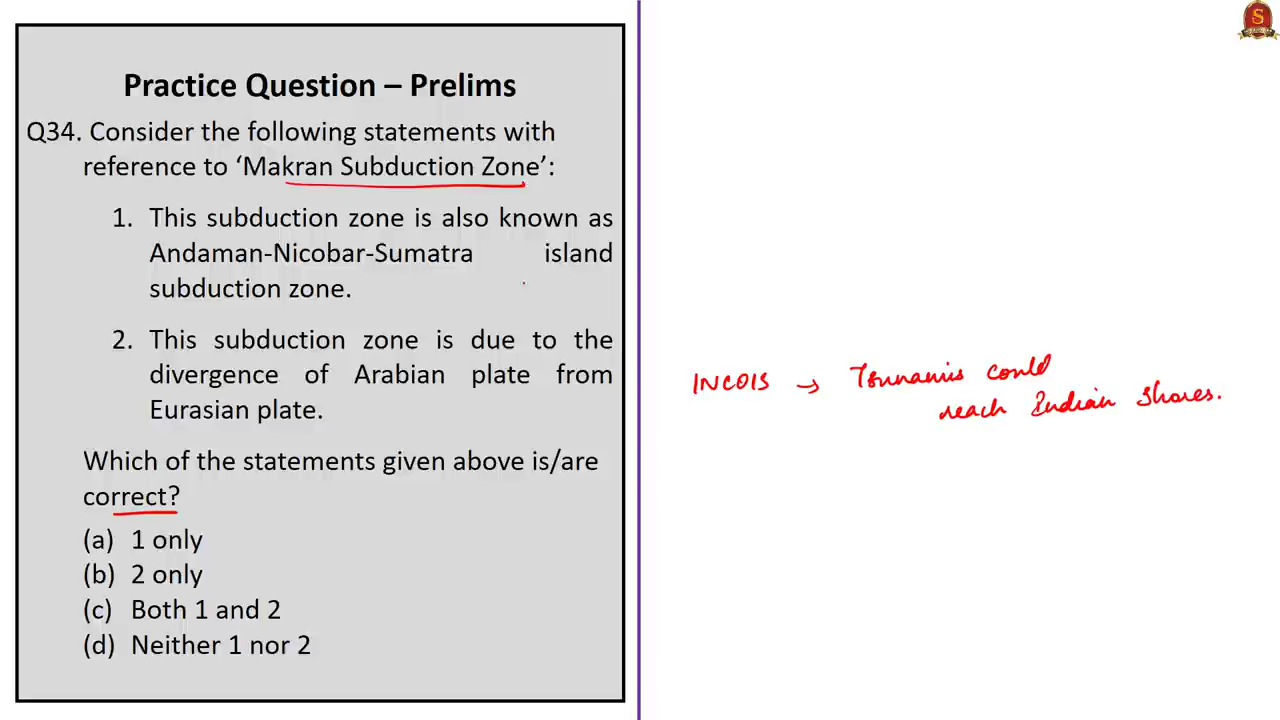 Practice Question – Prelims
Q34. Consider the following statements with
reference to ‘Makran Subduction Zone’:
1. This subduction zone is also known as
Andaman-Nicobar-Sumatra island
subduction zone.
2. This subduction zone is due to the
divergence of Arabian plate from
Eurasian plate.
Which of the statements given above is/are
correct?
(a) 1 only
(b) 2 only
(c) Both 1 and 2
(d) Neither 1 nor 2
INCOIS → Tsunamis could
reach Indian shores.
S